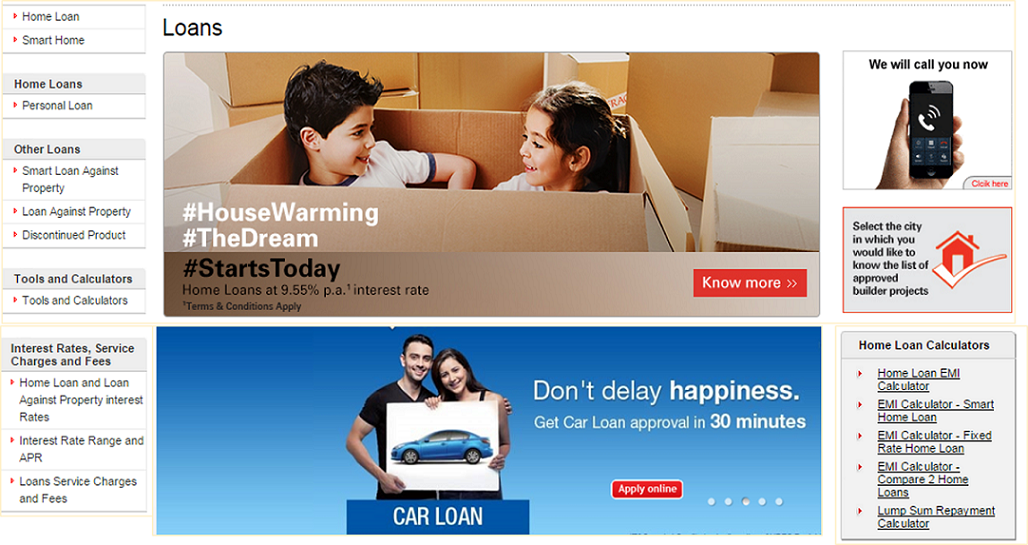 Home Loan
Smart Home
Home Loans
Personal Loan
Other Loans
Smart Loan Against
Property
Loan Against Property
Discontinued Product
Tools and Calculators
Tools and Calculators
Interest Rates, Service
Charges and Fees
Home Loan and Loan
Against Property interest
Rates
Interest Rate Range and
APR
Loans Service Charges
and Fees
Loans
#HouseWarming
#TheDream
#StartsToday
Home Loans at 9.55% p.a.¹ interest rate
¹Terms & Conditions Apply
Know more »
Don't delay happiness.
Get Car Loan approval in 30 minutes
Apply online
CAR LOAN
We will call you now
Clcik here
Select the city
in which you
would like to
know the list of
approved
builder projects
Home Loan Calculators
Home Loan EMI
Calculator
EMI Calculator - Smart
Home Loan
EMI Calculator - Fixed
Rate Home Loan
EMI Calculator -
Compare 2 Home
Loans
Lump Sum Repayment
Calculator